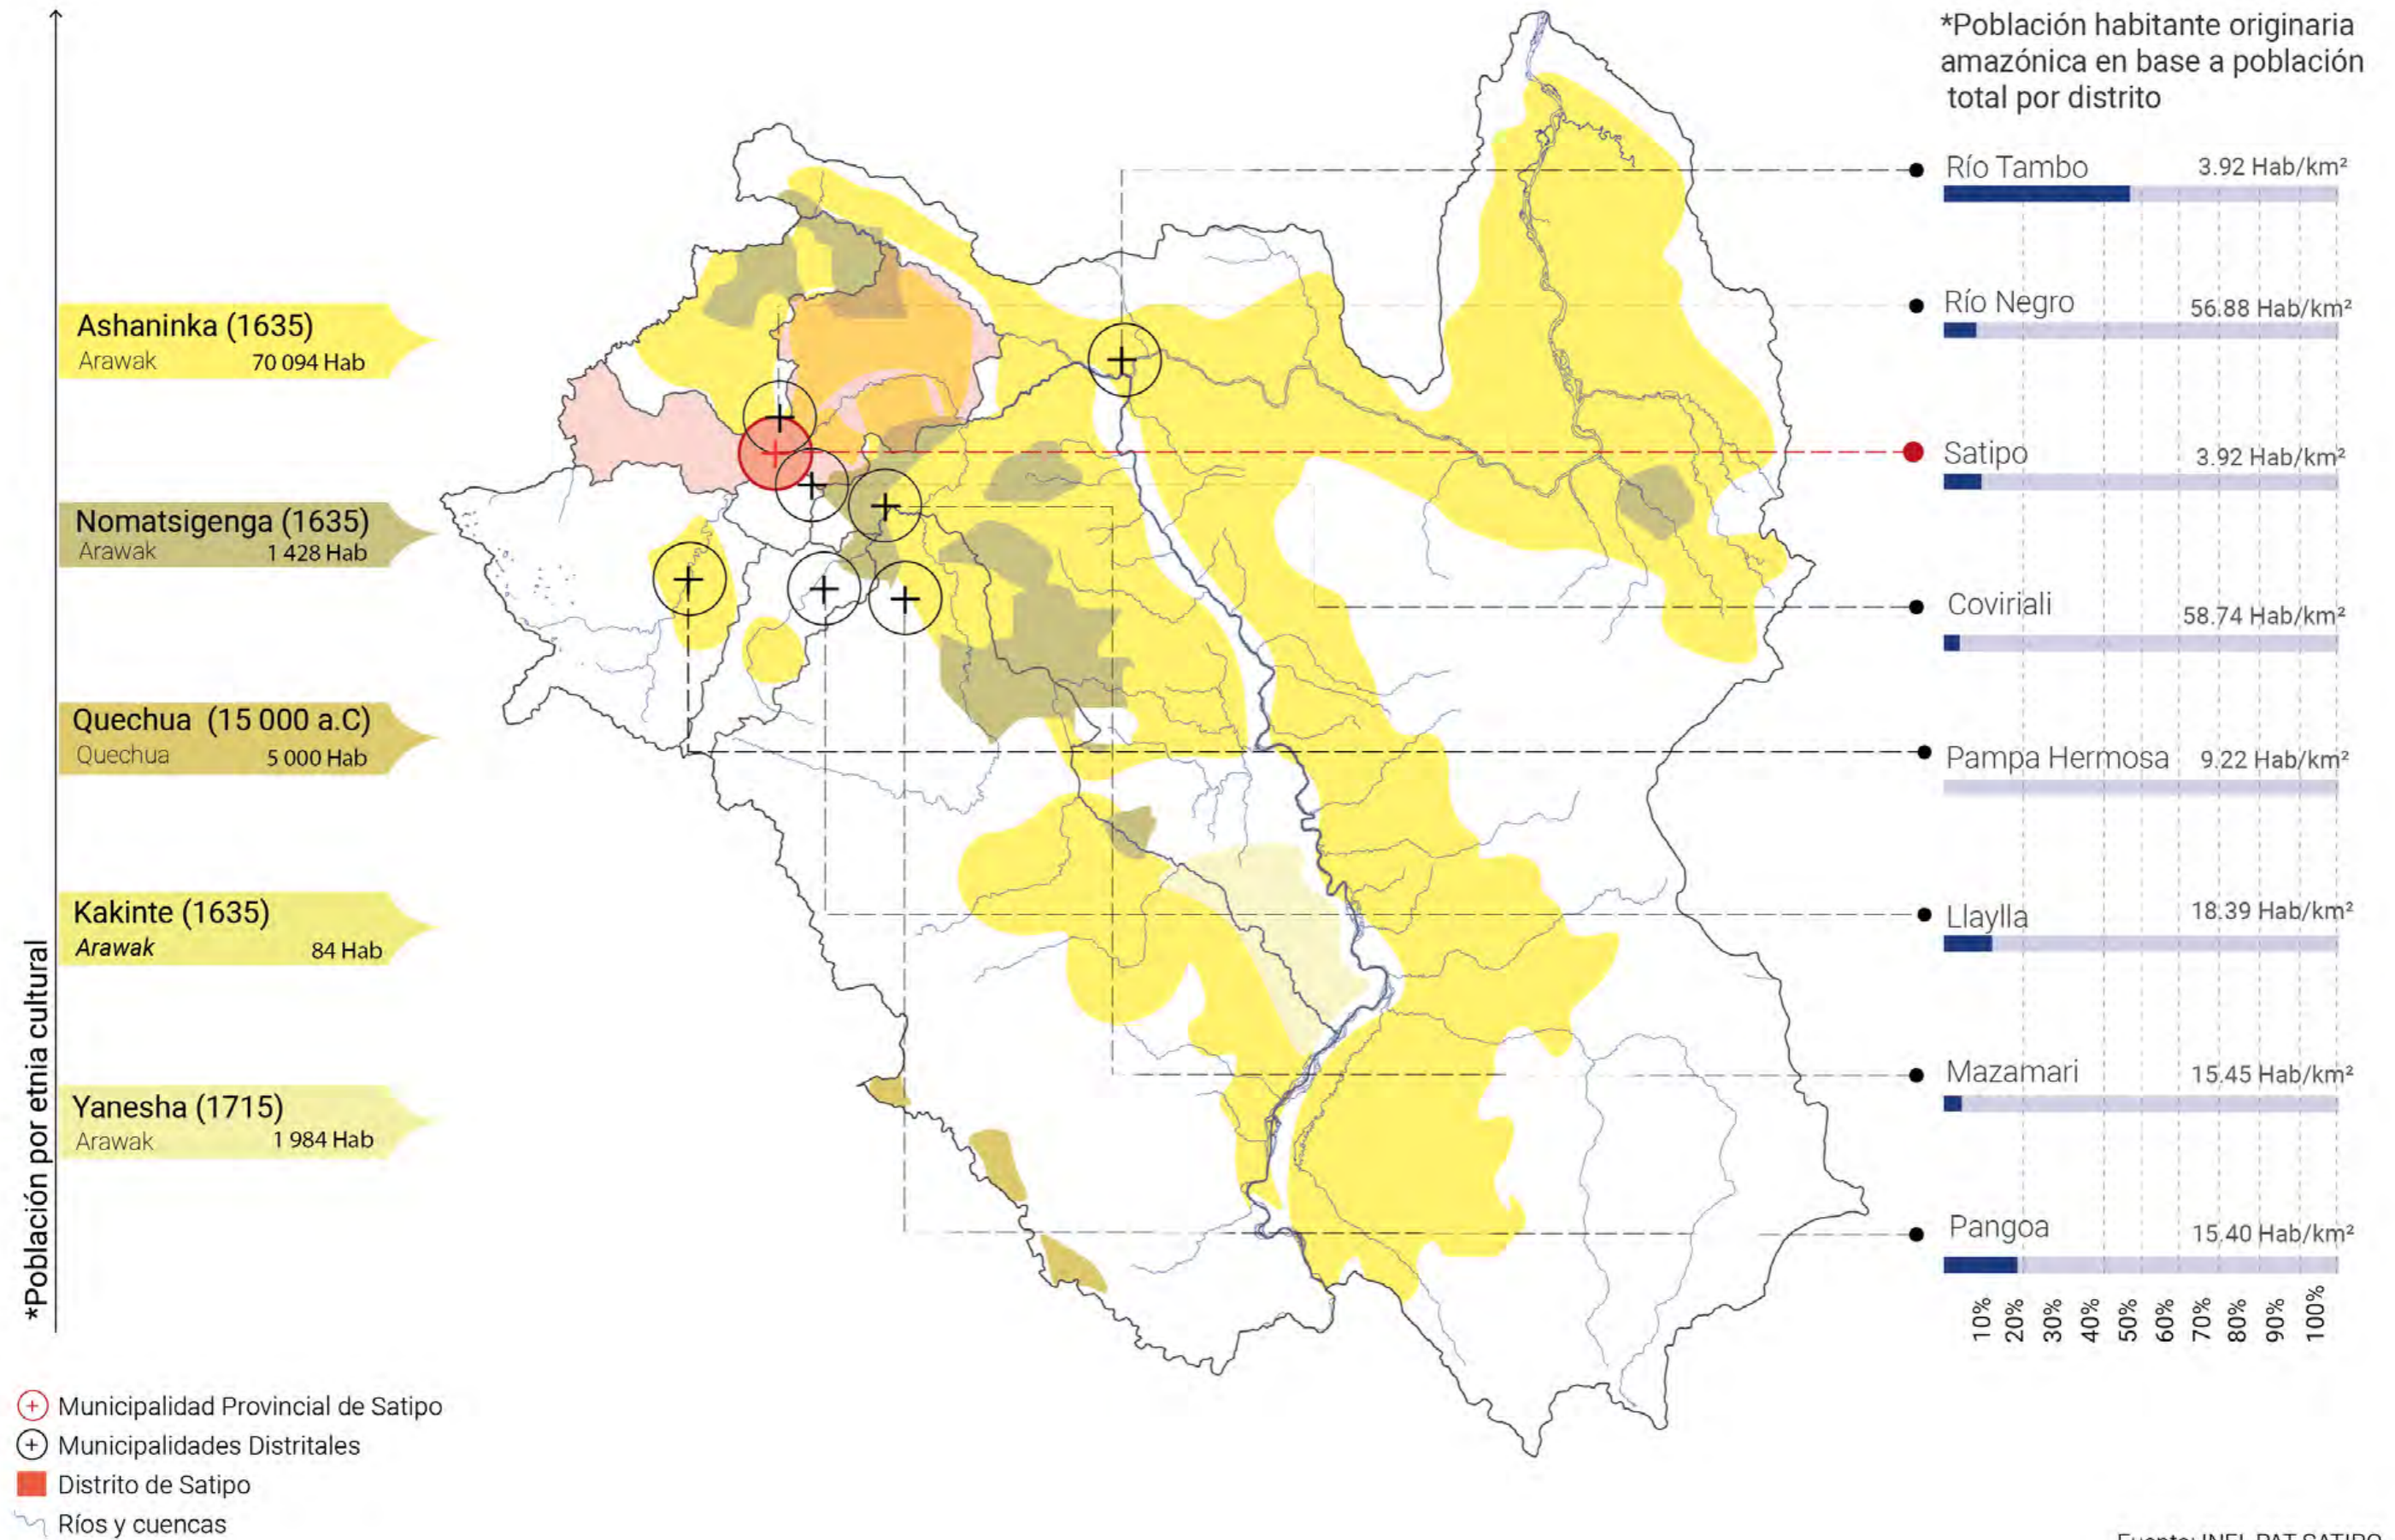 *Población habitante originaria
amazónica en base a población
total por distrito
Río Tambo 3.92 Hab/km²
Río Negro 56.88 Hab/km²
Satipo 3.92 Hab/km²
Coviriali 58.74 Hab/km²
Pampa Hermosa 9.22 Hab/km²
Llaylla 18.39 Hab/km²
Mazamari 15.45 Hab/km²
Pangoa 15.40 Hab/km²
10% 20% 30% 40% 50% 60% 70% 80% 90% 100%
*Población por etnia cultural
Ashaninka (1635)
Arawak 70 094 Hab
Nomatsigenga (1635)
Arawak 1 428 Hab
Quechua (15 000 a.C)
Quechua 5 000 Hab
Kakinte (1635)
Arawak 84 Hab
Yanesha (1715)
Arawak 1 984 Hab
Municipalidad Provincial de Satipo
Municipalidades Distritales
Distrito de Satipo
Ríos y cuencas